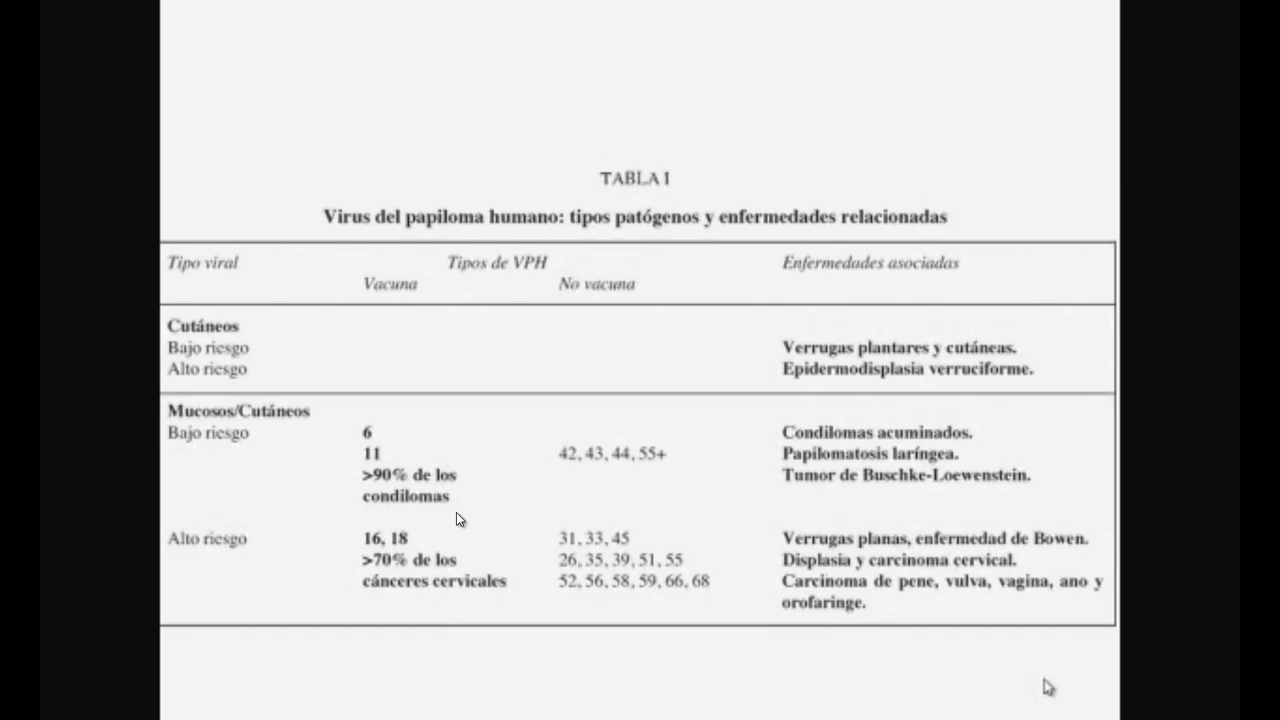 TABLA I
Virus del papiloma humano: tipos patógenos y enfermedades relacionadas
Tipo viral Tipos de VPH Enfermedades asociadas
Vacuna No vacuna
Cutáneos
Bajo riesgo Verrugas plantares y cutáneas.
Alto riesgo Epidermodisplasia verruciforme.
Mucosos/Cutáneos
Bajo riesgo 6 Condilomas acuminados.
11 42, 43, 44, 55+ Papilomatosis laríngea.
>90% de los Tumor de Buschke-Loewenstein.
condilomas
Alto riesgo 16, 18 31, 33, 45 Verrugas planas, enfermedad de Bowen.
>70% de los 26, 35, 39, 51, 55 Displasia y carcinoma cervical.
cánceres cervicales 52, 56, 58, 59, 66, 68 Carcinoma de pene, vulva, vagina, ano y
orofaringe.